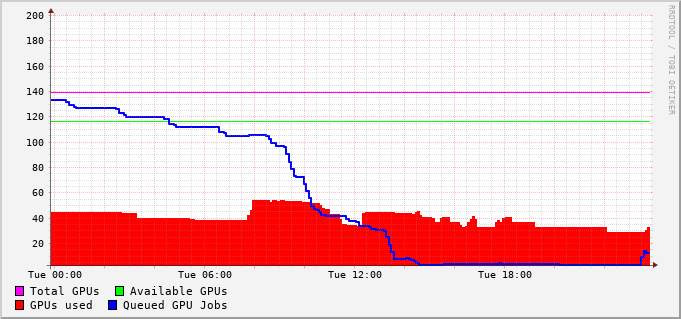 200
180
160
140
120
100
80
60
40
20
Tue 00:00 Tue 06:00 Tue 12:00 Tue 18:00
Total GPUs Available GPUs
GPUs used Queued GPU Jobs
RRDTOOL / TOBI OETIKER